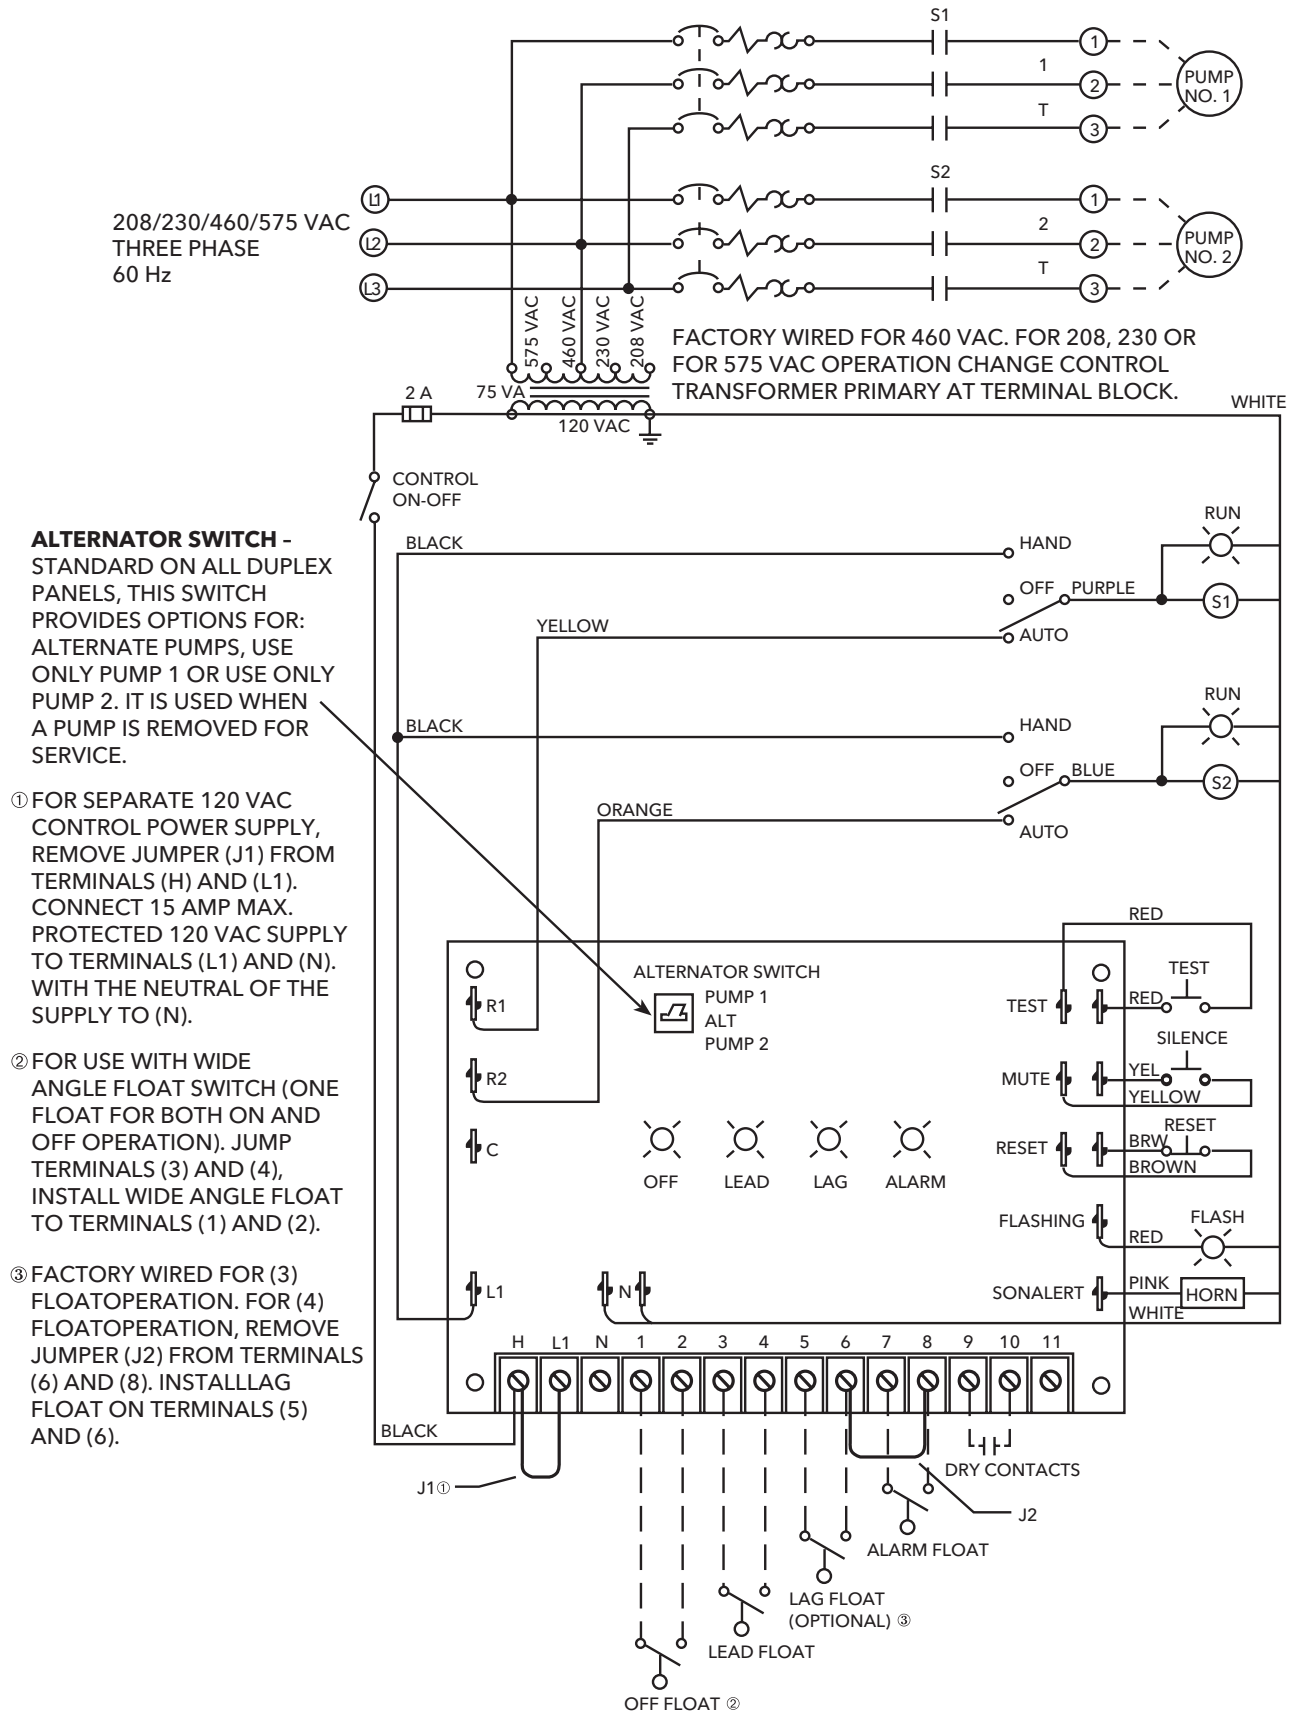 S1
1
1
2
PUMP
NO. 1
T
3
S2
L1
1
208/230/460/575 VAC
THREE PHASE
60 Hz
L2
2
2
PUMP
NO. 2
L3
T
3
575 VAC
460 VAC
230 VAC
208 VAC
FACTORY WIRED FOR 460 VAC. FOR 208, 230 OR
FOR 575 VAC OPERATION CHANGE CONTROL
TRANSFORMER PRIMARY AT TERMINAL BLOCK.
2 A
75 VA
120 VAC
WHITE
CONTROL
ON-OFF
ALTERNATOR SWITCH –
STANDARD ON ALL DUPLEX
PANELS, THIS SWITCH
PROVIDES OPTIONS FOR:
ALTERNATE PUMPS, USE
ONLY PUMP 1 OR USE ONLY
PUMP 2. IT IS USED WHEN
A PUMP IS REMOVED FOR
SERVICE.
① FOR SEPARATE 120 VAC
CONTROL POWER SUPPLY,
REMOVE JUMPER (J1) FROM
TERMINALS (H) AND (L1).
CONNECT 15 AMP MAX.
PROTECTED 120 VAC SUPPLY
TO TERMINALS (L1) AND (N).
WITH THE NEUTRAL OF THE
SUPPLY TO (N).
② FOR USE WITH WIDE
ANGLE FLOAT SWITCH (ONE
FLOAT FOR BOTH ON AND
OFF OPERATION). JUMP
TERMINALS (3) AND (4),
INSTALL WIDE ANGLE FLOAT
TO TERMINALS (1) AND (2).
③ FACTORY WIRED FOR (3)
FLOATOPERATION. FOR (4)
FLOATOPERATION, REMOVE
JUMPER (J2) FROM TERMINALS
(6) AND (8). INSTALLLAG
FLOAT ON TERMINALS (5)
AND (6).
BLACK
HAND
RUN
OFF
PURPLE
S1
YELLOW
AUTO
BLACK
HAND
RUN
OFF
BLUE
S2
ORANGE
AUTO
RED
ALTERNATOR SWITCH
PUMP 1
ALT
PUMP 2
R1
TEST
RED
TEST
SILENCE
R2
MUTE
YEL
YELLOW
RESET
C
RESET
BRW
BROWN
OFF
LEAD
LAG
ALARM
FLASHING
RED
FLASH
L1
N
SONALERT
PINK
HORN
WHITE
H L1 N 1 2 3 4 5 6 7 8 9 10 11
BLACK
J1①
DRY CONTACTS
J2
ALARM FLOAT
LAG FLOAT
(OPTIONAL) ③
LEAD FLOAT
OFF FLOAT ②